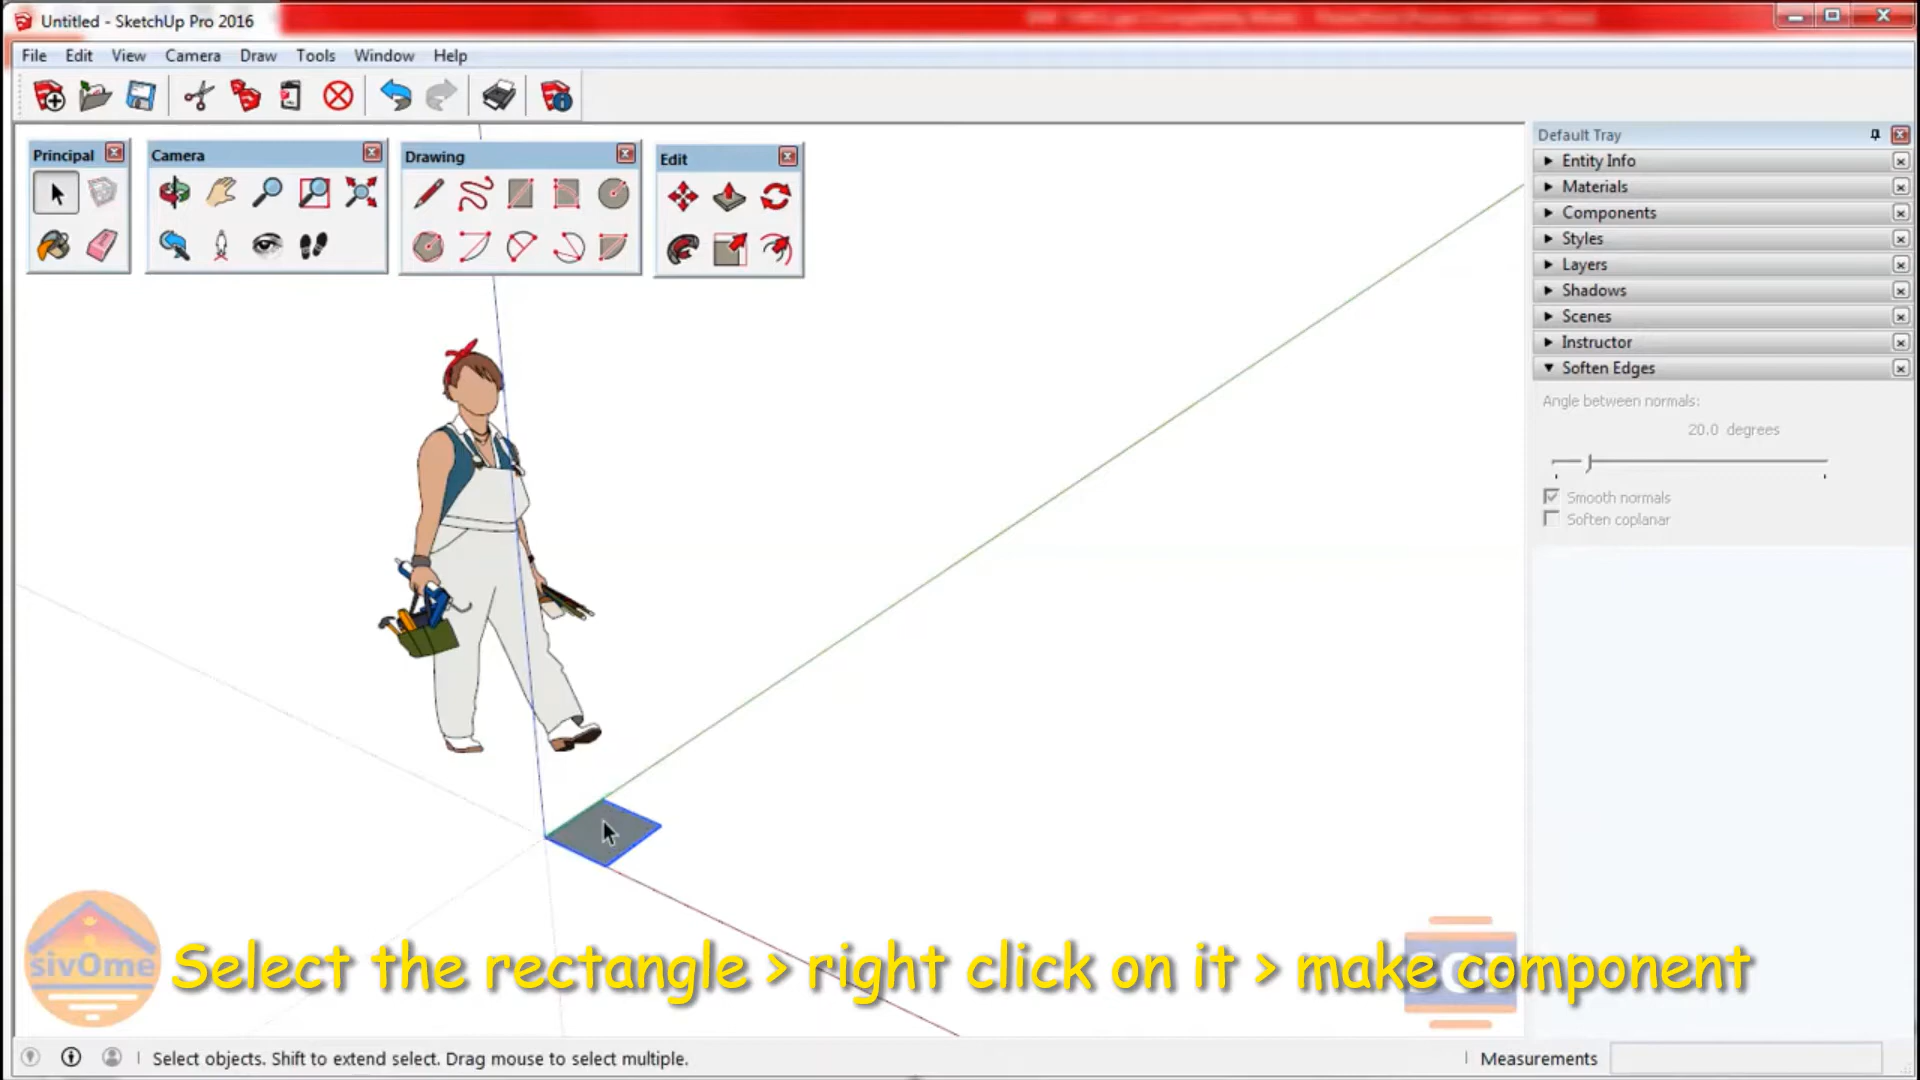 Untitled - SketchUp Pro 2016
File Edit View Camera Draw Tools Window Help
Principal
Camera
Drawing
Edit
Default Tray
Entity Info
Materials
Components
Styles
Layers
Shadows
Scenes
Instructor
Soften Edges
Angle between normals:
20.0 degrees
Smooth normals
Soften coplanar
sivOme
Select the rectangle > right click on it > make component
Select objects. Shift to extend select. Drag mouse to select multiple.
Measurements